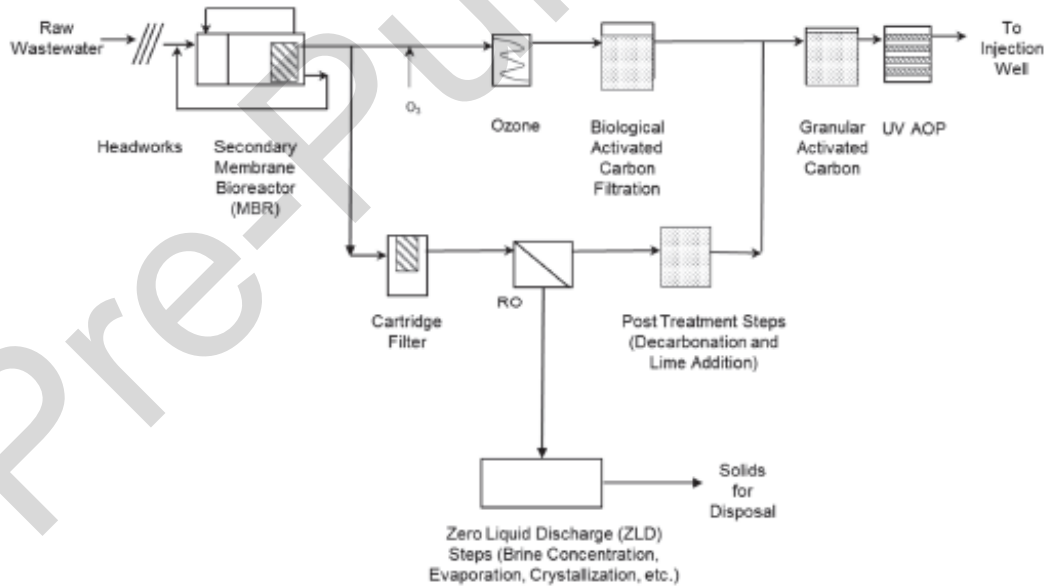 Raw
Wastewater
To
Injection
Well
O₃
Headworks
Secondary
Membrane
Bioreactor
(MBR)
Ozone
Biological
Activated
Carbon
Filtration
Granular
Activated
Carbon
UV AOP
Cartridge
Filter
RO
Post Treatment Steps
(Decarbonation and
Lime Addition)
Solids
for
Disposal
Zero Liquid Discharge (ZLD)
Steps (Brine Concentration,
Evaporation, Crystallization, etc.)
Pre-Pu